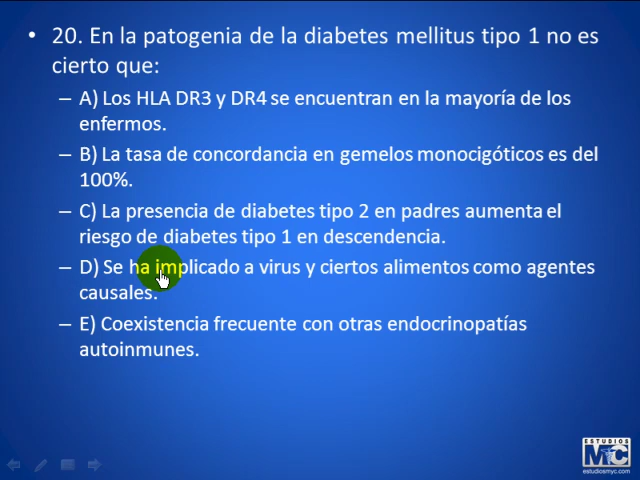 • 20. En la patogenia de la diabetes mellitus tipo 1 no es
cierto que:
– A) Los HLA DR3 y DR4 se encuentran en la mayoría de los
enfermos.
– B) La tasa de concordancia en gemelos monocigóticos es del
100%.
– C) La presencia de diabetes tipo 2 en padres aumenta el
riesgo de diabetes tipo 1 en descendencia.
– D) Se ha implicado a virus y ciertos alimentos como agentes
causales.
– E) Coexistencia frecuente con otras endocrinopatías
autoinmunes.
ESTUDIOS
MYC
estudiosmyc.com